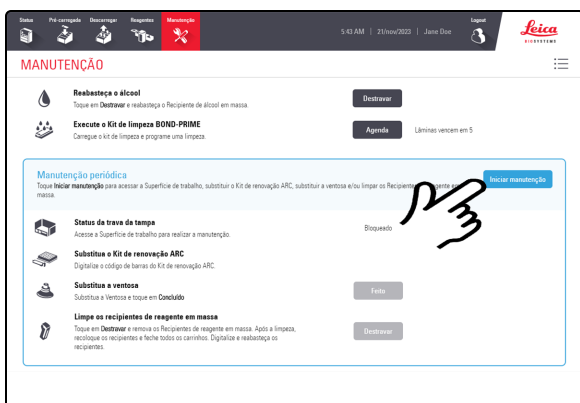 Status Pré-carregada Descarregar Reagentes Manutenção Logout
5:43 AM | 21/nov/2023 | Jane Doe
Leica
BIOSYSTEMS
MANUTENÇÃO
Reabasteça o álcool
Toque em Destravar e reabasteça o Recipiente de álcool em massa.
Destravar
Execute o Kit de limpeza BOND-PRIME
Carregue o kit de limpeza e programe uma limpeza.
Agenda
Lâminas vencem em 5
Manutenção periódica
Toque Iniciar manutenção para acessar a Superfície de trabalho, substituir o Kit de renovação ARC, substituir a ventosa e/ou limpar os Recipientes reagente em
massa.
Iniciar manutenção
Status da trava da tampa
Acesse a Superfície de trabalho para realizar a manutenção.
Bloqueado
Substitua o Kit de renovação ARC
Digitalize o código de barras do Kit de renovação ARC.
Substitua a ventosa
Substitua a Ventosa e toque em Concluído
Feito
Limpe os recipientes de reagente em massa
Toque em Destravar e remova os Recipientes de reagente em massa. Após a limpeza,
recoloque os recipientes e feche todos os carrinhos. Digitalize e reabasteça os
recipientes
Destravar